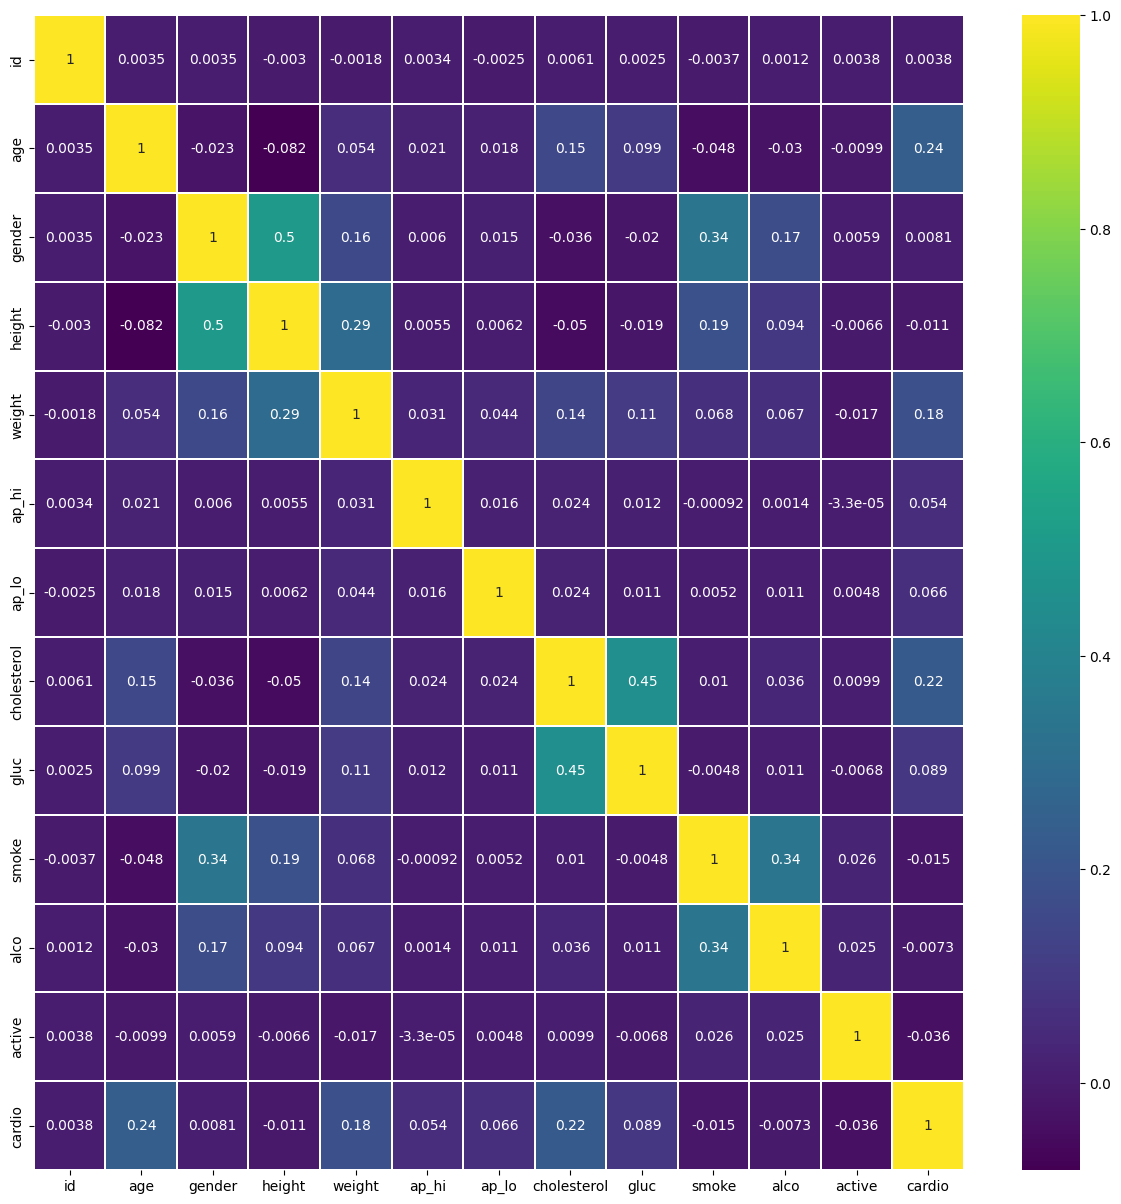 id 1 0.0035 0.0035 -0.003 -0.0018 0.0034 -0.0025 0.0061 0.0025 -0.0037 0.0012 0.0038 0.0038
age 0.0035 1 -0.023 -0.082 0.054 0.021 0.018 0.15 0.099 -0.048 -0.03 -0.0099 0.24
gender 0.0035 -0.023 1 0.5 0.16 0.006 0.015 -0.036 -0.02 0.34 0.17 0.0059 0.0081
height -0.003 -0.082 0.5 1 0.29 0.0055 0.0062 -0.05 -0.019 0.19 0.094 -0.0066 -0.011
weight -0.0018 0.054 0.16 0.29 1 0.031 0.044 0.14 0.11 0.068 0.067 -0.017 0.18
ap_hi 0.0034 0.021 0.006 0.0055 0.031 1 0.016 0.024 0.012 -0.00092 0.0014 -3.3e-05 0.054
ap_lo -0.0025 0.018 0.015 0.0062 0.044 0.016 1 0.024 0.011 0.0052 0.011 0.0048 0.066
cholesterol 0.0061 0.15 -0.036 -0.05 0.14 0.024 0.024 1 0.45 0.01 0.036 0.0099 0.22
gluc 0.0025 0.099 -0.02 -0.019 0.11 0.012 0.011 0.45 1 -0.0048 0.011 -0.0068 0.089
smoke -0.0037 -0.048 0.34 0.19 0.068 -0.00092 0.0052 0.01 -0.0048 1 0.34 0.026 -0.015
alco 0.0012 -0.03 0.17 0.094 0.067 0.0014 0.011 0.036 0.011 0.34 1 0.025 -0.0073
active 0.0038 -0.0099 0.0059 -0.0066 -0.017 -3.3e-05 0.0048 0.0099 -0.0068 0.026 0.025 1 -0.036
cardio 0.0038 0.24 0.0081 -0.011 0.18 0.054 0.066 0.22 0.089 -0.015 -0.0073 -0.036 1
id age gender height weight ap_hi ap_lo cholesterol gluc smoke alco active cardio
1.0
0.8
0.6
0.4
0.2
0.0